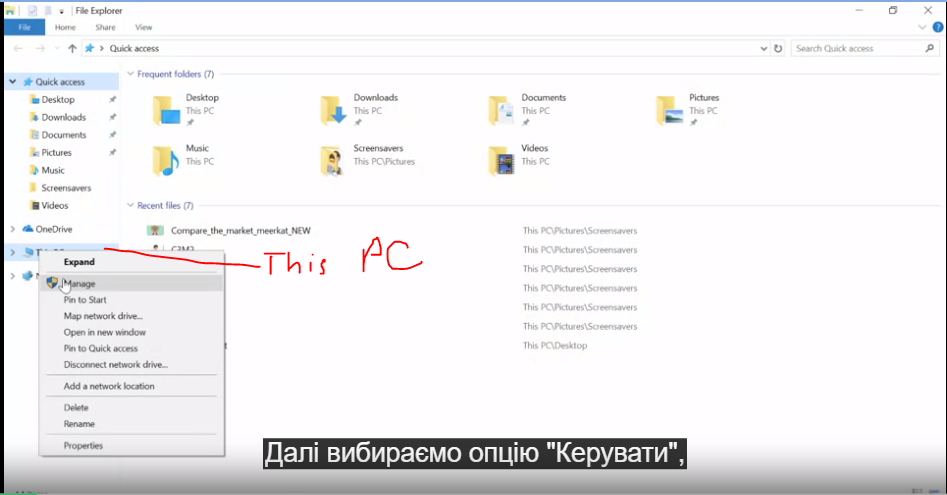 File Explorer
File Home Share View
Quick access
Search Quick access
Quick access
Desktop
Downloads
Documents
Pictures
Music
Screensavers
Videos
OneDrive
Frequent folders (7)
Desktop
This PC
Downloads
This PC
Documents
This PC
Pictures
This PC
Music
This PC
Screensavers
This PC\Pictures
Videos
This PC
Recent files (7)
Compare_the_market_meerkat_NEW This PC\Pictures\Screensavers
This PC\Pictures\Screensavers
This PC\Pictures\Screensavers
This PC\Pictures\Screensavers
This PC\Pictures\Screensavers
This PC\Pictures\Screensavers
This PC\Desktop
This PC
Expand
Manage
Pin to Start
Map network drive...
Open in new window
Pin to Quick access
Disconnect network drive...
Add a network location
Delete
Rename
Properties
Далі вибираємо опцію "Керувати",